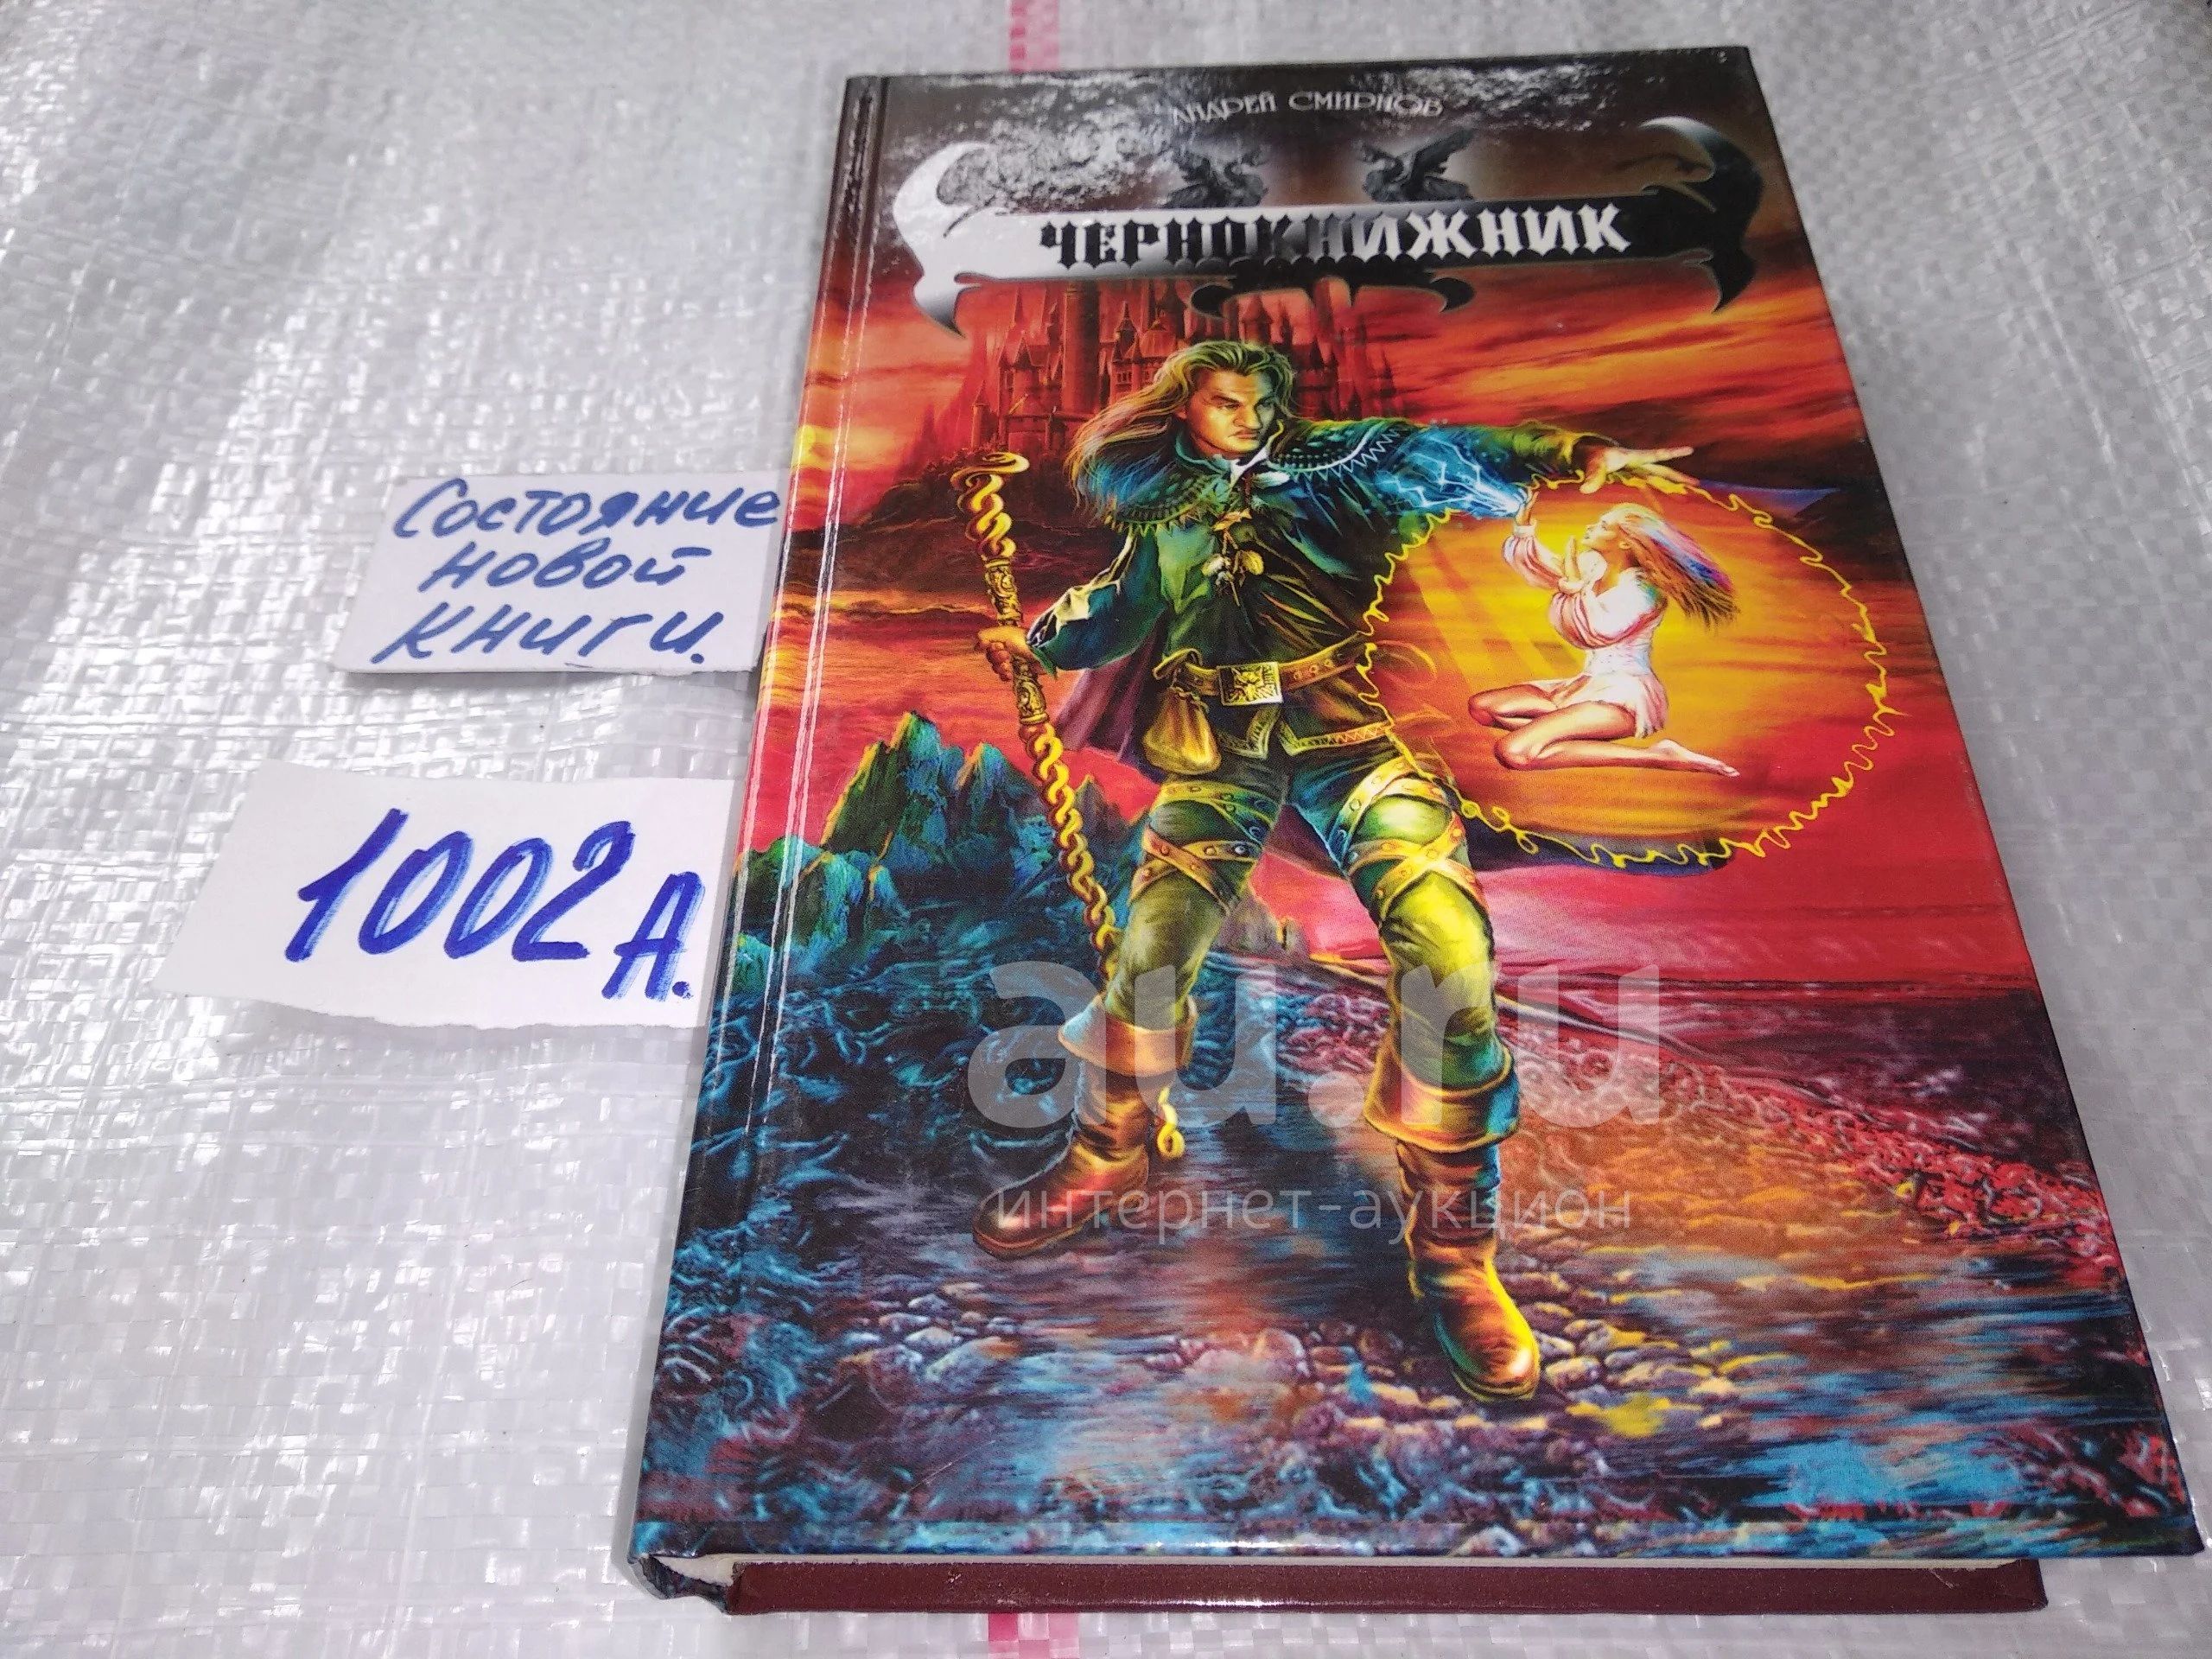 АНДРЕЙ СМИРНОВ
ЧЕРНОКНИЖНИК
Состояние
новой
книги.
1002А.
au.ru
интернет-аукцион